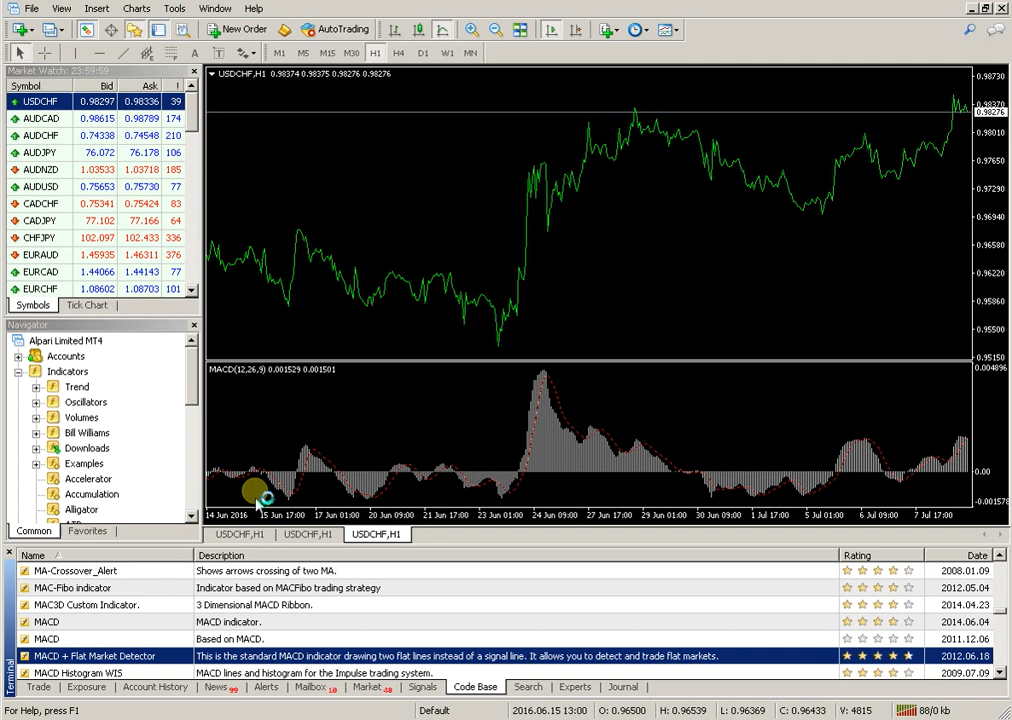 File View Insert Charts Tools Window Help
New Order AutoTrading
A T M1 M5 M15 M30 H1 H4 D1 W1 MN
Market Watch: 23:59:59
Symbol Bid Ask !
USDCHF 0.98297 0.98336 39
AUDCAD 0.98615 0.98789 174
AUDCHF 0.74338 0.74548 210
AUDJPY 76.072 76.178 106
AUDNZD 1.03533 1.03718 185
AUDUSD 0.75653 0.75730 77
CADCHF 0.75341 0.75424 83
CADJPY 77.102 77.166 64
CHFJPY 102.097 102.433 336
EURAUD 1.45935 1.46311 376
EURCAD 1.44066 1.44143 77
EURCHF 1.08602 1.08703 101
Symbols Tick Chart
Navigator
Alpari Limited MT4
Accounts
Indicators
Trend
Oscillators
Volumes
Bill Williams
Downloads
Examples
Accelerator
Accumulation
Alligator
Common Favorites
USDCHF,H1 0.98374 0.98375 0.98276 0.98276
0.98730
0.98370
0.98276
0.98010
0.97650
0.97290
0.96940
0.96580
0.96220
0.95860
0.95500
0.95150
MACD(12,26,9) 0.001529 0.001501
0.004896
0.00
-0.001578
14 Jun 2016 15 Jun 17:00 17 Jun 01:00 20 Jun 09:00 21 Jun 17:00 23 Jun 01:00 24 Jun 09:00 27 Jun 17:00 29 Jun 01:00 30 Jun 09:00 1 Jul 17:00 5 Jul 01:00 6 Jul 09:00 7 Jul 17:00
USDCHF,H1 USDCHF,H1 USDCHF,H1
Name Description Rating Date
MA-Crossover_Alert Shows arrows crossing of two MA. 2008.01.09
MAC-Fibo indicator Indicator based on MACFibo trading strategy 2012.05.04
MAC3D Custom Indicator. 3 Dimensional MACD Ribbon. 2014.04.23
MACD MACD indicator. 2014.06.04
MACD Based on MACD. 2011.12.06
MACD + Flat Market Detector This is the standard MACD indicator drawing two flat lines instead of a signal line. It allows you to detect and trade flat markets. 2012.06.18
MACD Histogram WIS MACD lines and histogram for the Impulse trading system. 2009.07.09
Terminal
Trade Exposure Account History News 99 Alerts Mailbox 10 Market 48 Signals Code Base Search Experts Journal
For Help, press F1 Default 2016.06.15 13:00 O: 0.96500 H: 0.96539 L: 0.96369 C: 0.96433 V: 4815 88/0 kb